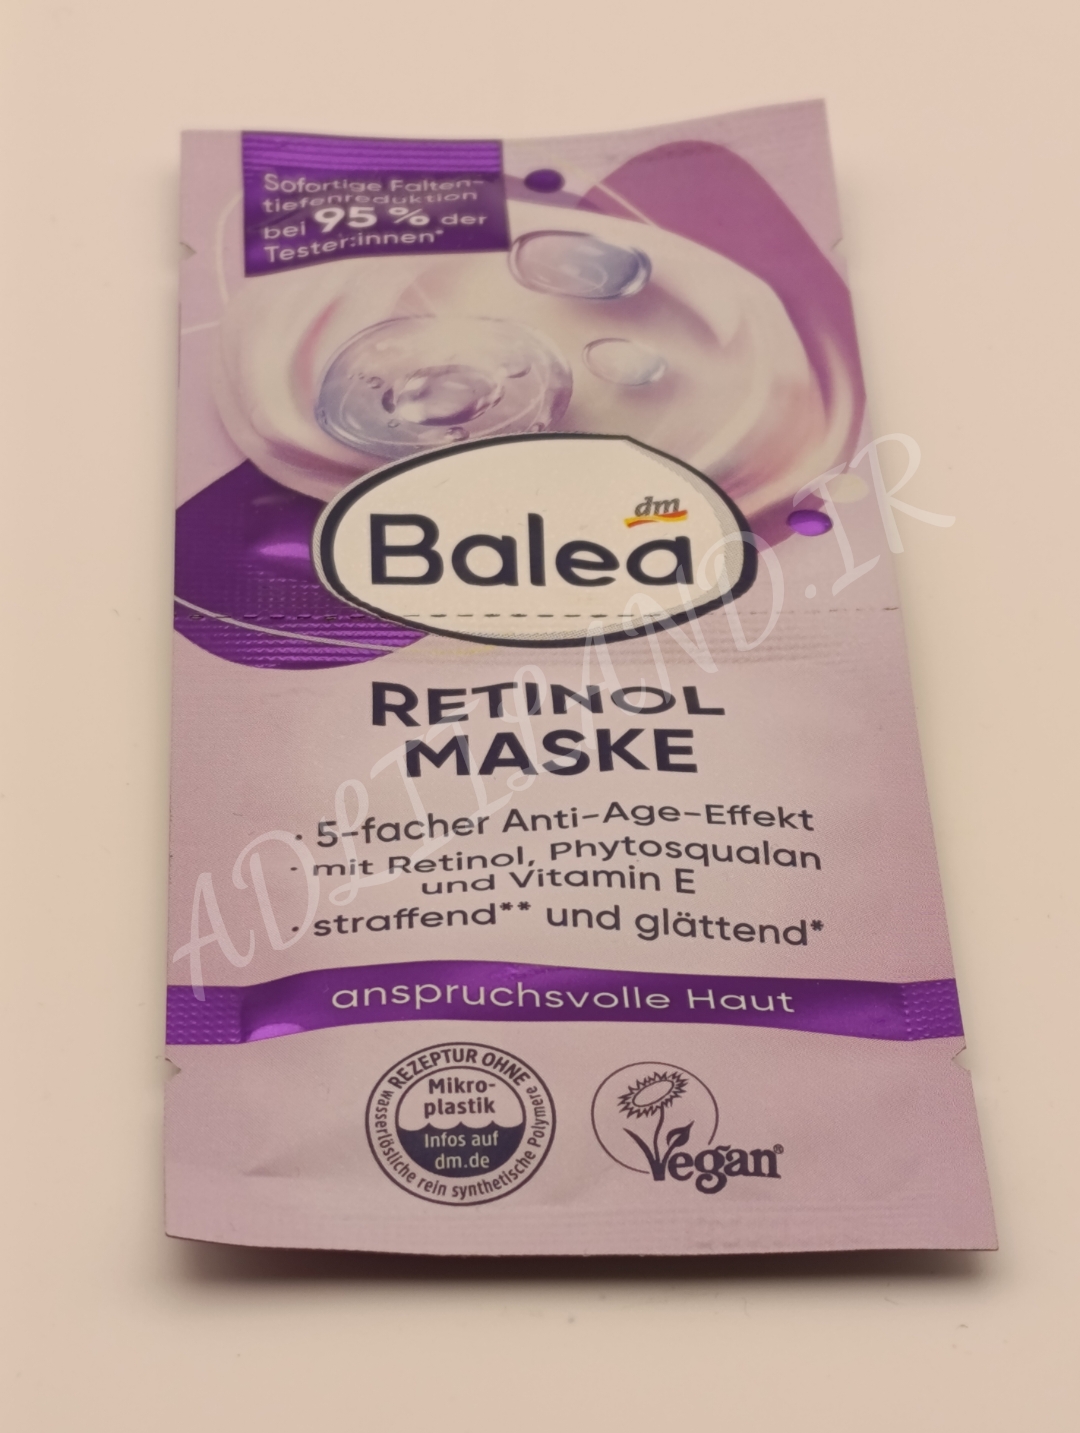 Sofortige Falten-
tiefenreduktion
bei 95 % der
Tester:innen*
dm
Balea
RETINOL
MASKE
· 5-facher Anti-Age-Effekt
· mit Retinol, Phytosqualan
und Vitamin E
· straffend** und glättend*
anspruchsvolle Haut
REZEPTUR OHNE
Mikro-
plastik
Infos auf
dm.de
wasserlösliche rein synthetische Polymere
Vegan®
ADLIILAND.IR